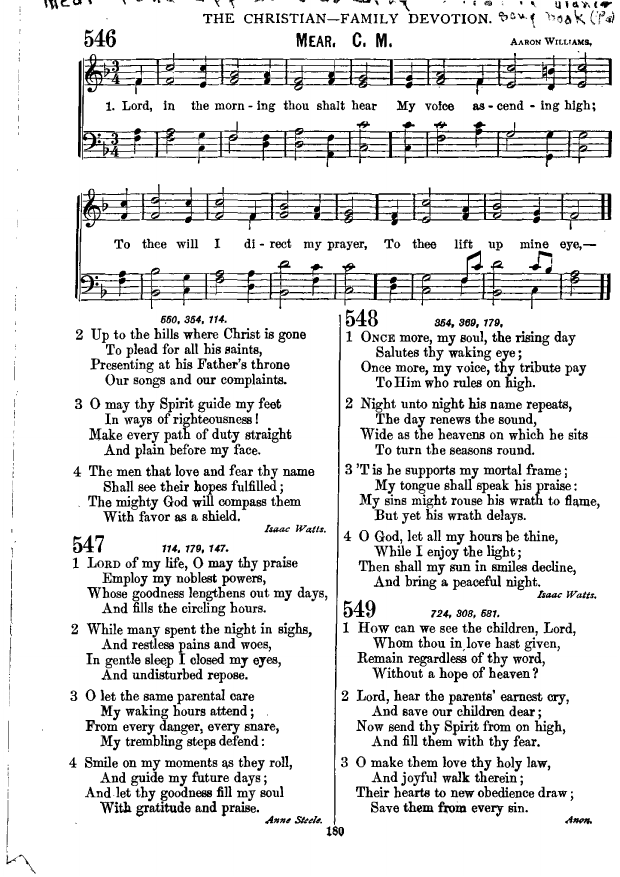 THE CHRISTIAN—FAMILY DEVOTION. Song book (Ps)
546
MEAR. C. M.
AARON WILLIAMS.
1. Lord, in the morn - ing thou shalt hear My voice as - cend - ing high;
To thee will I di - rect my prayer, To thee lift up mine eye,—
550, 354, 114.
2 Up to the hills where Christ is gone
To plead for all his saints,
Presenting at his Father's throne
Our songs and our complaints.
3 O may thy Spirit guide my feet
In ways of righteousness!
Make every path of duty straight
And plain before my face.
4 The men that love and fear thy name
Shall see their hopes fulfilled;
The mighty God will compass them
With favor as a shield.
Isaac Watts.
547
114, 179, 147.
1 LORD of my life, O may thy praise
Employ my noblest powers,
Whose goodness lengthens out my days,
And fills the circling hours.
2 While many spent the night in sighs,
And restless pains and woes,
In gentle sleep I closed my eyes,
And undisturbed repose.
3 O let the same parental care
My waking hours attend;
From every danger, every snare,
My trembling steps defend:
4 Smile on my moments as they roll,
And guide my future days;
And let thy goodness fill my soul
With gratitude and praise.
Anne Steele.
548
354, 369, 179.
1 ONCE more, my soul, the rising day
Salutes thy waking eye;
Once more, my voice, thy tribute pay
To Him who rules on high.
2 Night unto night his name repeats,
The day renews the sound,
Wide as the heavens on which he sits
To turn the seasons round.
3 'T is he supports my mortal frame;
My tongue shall speak his praise:
My sins might rouse his wrath to flame,
But yet his wrath delays.
4 O God, let all my hours be thine,
While I enjoy the light;
Then shall my sun in smiles decline,
And bring a peaceful night.
Isaac Watts.
549
724, 308, 581.
1 How can we see the children, Lord,
Whom thou in love hast given,
Remain regardless of thy word,
Without a hope of heaven?
2 Lord, hear the parents' earnest cry,
And save our children dear;
Now send thy Spirit from on high,
And fill them with thy fear.
3 O make them love thy holy law,
And joyful walk therein;
Their hearts to new obedience draw;
Save them from every sin.
Anon.
180